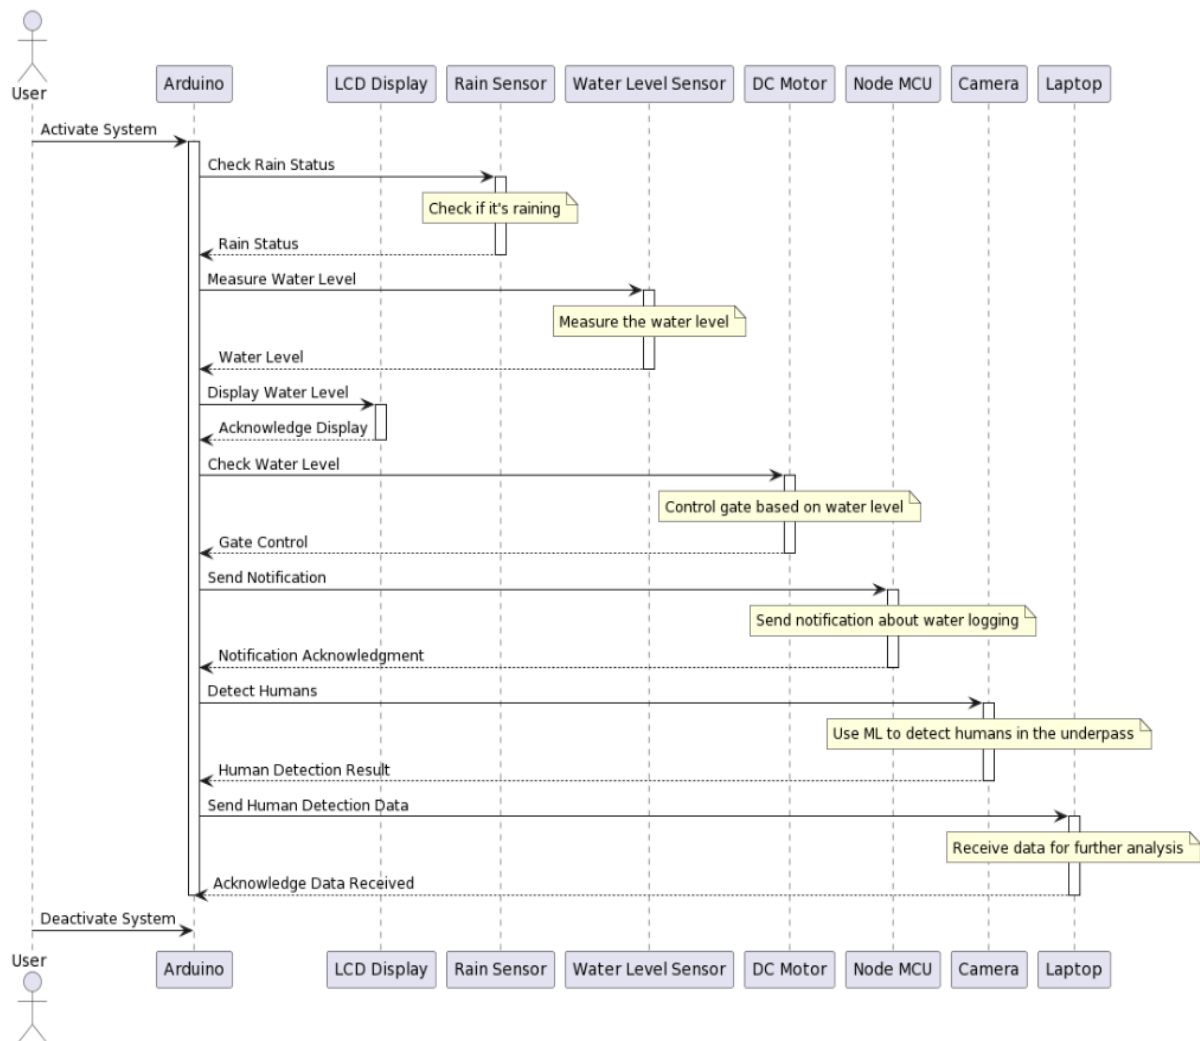 User
Arduino
LCD Display
Rain Sensor
Water Level Sensor
DC Motor
Node MCU
Camera
Laptop
Activate System
Check Rain Status
Check if it's raining
Rain Status
Measure Water Level
Measure the water level
Water Level
Display Water Level
Acknowledge Display
Check Water Level
Control gate based on water level
Gate Control
Send Notification
Send notification about water logging
Notification Acknowledgment
Detect Humans
Use ML to detect humans in the underpass
Human Detection Result
Send Human Detection Data
Receive data for further analysis
Acknowledge Data Received
Deactivate System
User
Arduino
LCD Display
Rain Sensor
Water Level Sensor
DC Motor
Node MCU
Camera
Laptop